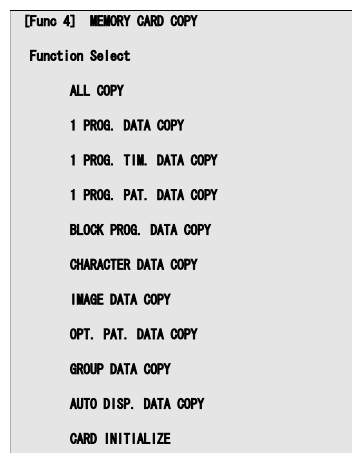 [Func 4] MEMORY CARD COPY
Function Select
ALL COPY
1 PROG. DATA COPY
1 PROG. TIM. DATA COPY
1 PROG. PAT. DATA COPY
BLOCK PROG. DATA COPY
CHARACTER DATA COPY
IMAGE DATA COPY
OPT. PAT. DATA COPY
GROUP DATA COPY
AUTO DISP. DATA COPY
CARD INITIALIZE